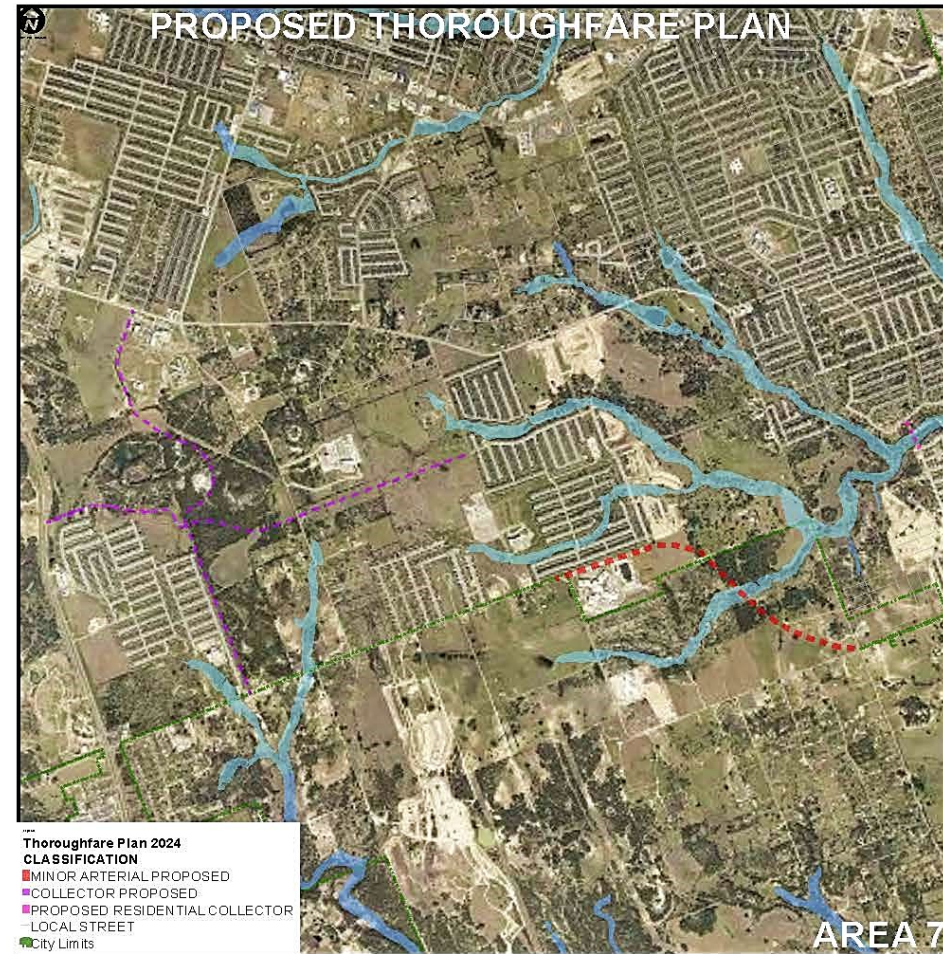 N
PROPOSED THOROUGHFARE PLAN
Thoroughfare Plan 2024
CLASSIFICATION
MINOR ARTERIAL PROPOSED
COLLECTOR PROPOSED
PROPOSED RESIDENTIAL COLLECTOR
LOCAL STREET
City Limits
AREA 7